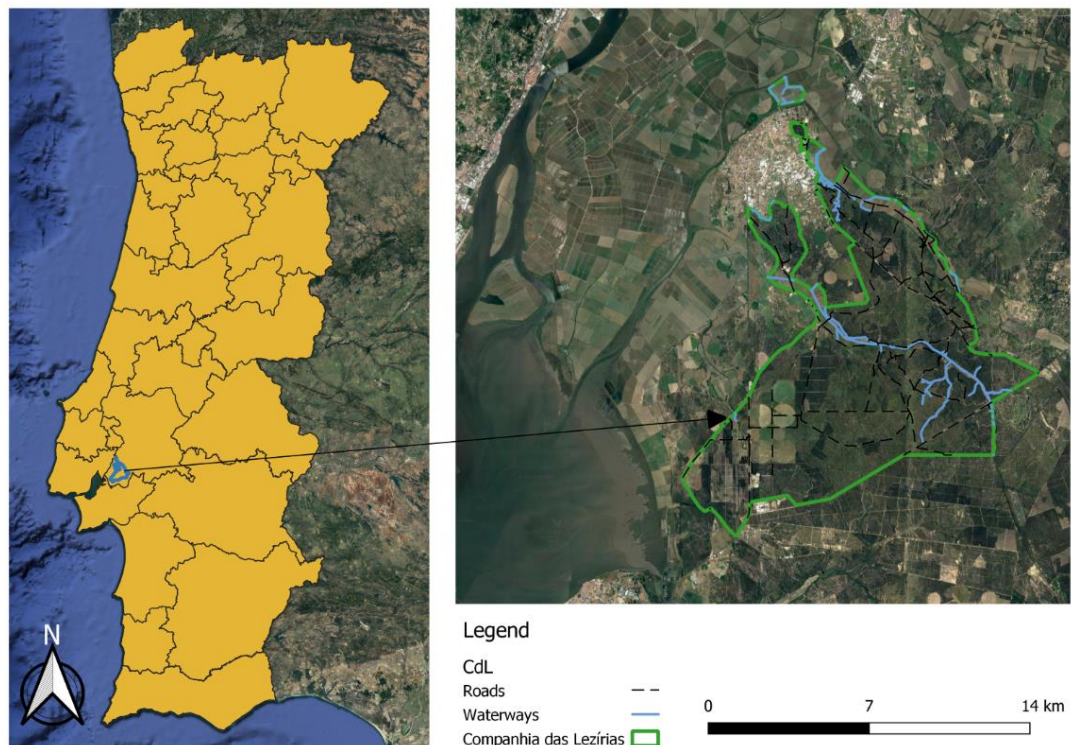 N
Legend
CdL
Roads
Waterways
Companhia das Lezírias
0 7 14 km